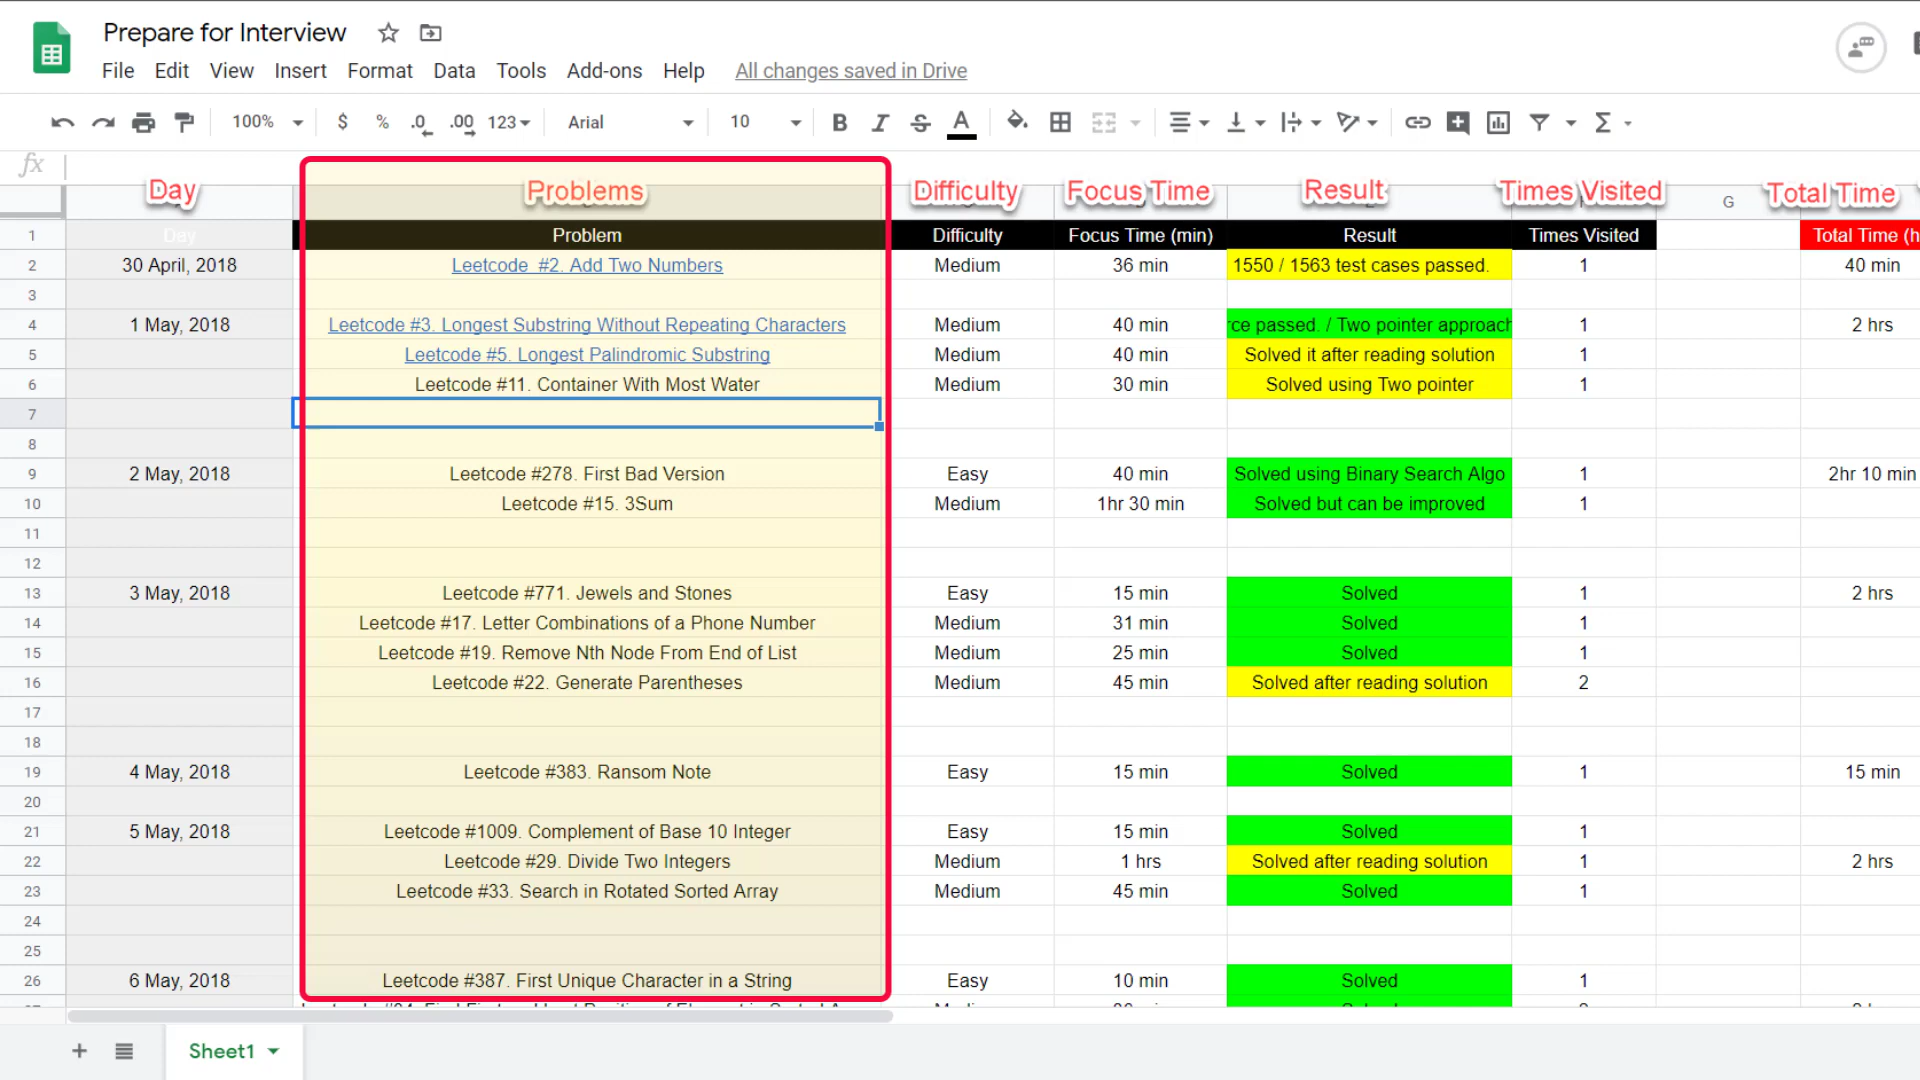 Prepare for Interview
File Edit View Insert Format Data Tools Add-ons Help All changes saved in Drive
100% $ % .0 .00 123 Arial 10 B I S A
fx
Day Problems Difficulty Focus Time Result Times Visited G Total Time
1 Day Problem Difficulty Focus Time (min) Result Times Visited Total Time (h
2 30 April, 2018 Leetcode #2. Add Two Numbers Medium 36 min 1550 / 1563 test cases passed. 1 40 min
3
4 1 May, 2018 Leetcode #3. Longest Substring Without Repeating Characters Medium 40 min rce passed. / Two pointer approach 1 2 hrs
5 Leetcode #5. Longest Palindromic Substring Medium 40 min Solved it after reading solution 1
6 Leetcode #11. Container With Most Water Medium 30 min Solved using Two pointer 1
7
8
9 2 May, 2018 Leetcode #278. First Bad Version Easy 40 min Solved using Binary Search Algo 1 2hr 10 min
10 Leetcode #15. 3Sum Medium 1hr 30 min Solved but can be improved 1
11
12
13 3 May, 2018 Leetcode #771. Jewels and Stones Easy 15 min Solved 1 2 hrs
14 Leetcode #17. Letter Combinations of a Phone Number Medium 31 min Solved 1
15 Leetcode #19. Remove Nth Node From End of List Medium 25 min Solved 1
16 Leetcode #22. Generate Parentheses Medium 45 min Solved after reading solution 2
17
18
19 4 May, 2018 Leetcode #383. Ransom Note Easy 15 min Solved 1 15 min
20
21 5 May, 2018 Leetcode #1009. Complement of Base 10 Integer Easy 15 min Solved 1
22 Leetcode #29. Divide Two Integers Medium 1 hrs Solved after reading solution 1 2 hrs
23 Leetcode #33. Search in Rotated Sorted Array Medium 45 min Solved 1
24
25
26 6 May, 2018 Leetcode #387. First Unique Character in a String Easy 10 min Solved 1
Sheet1